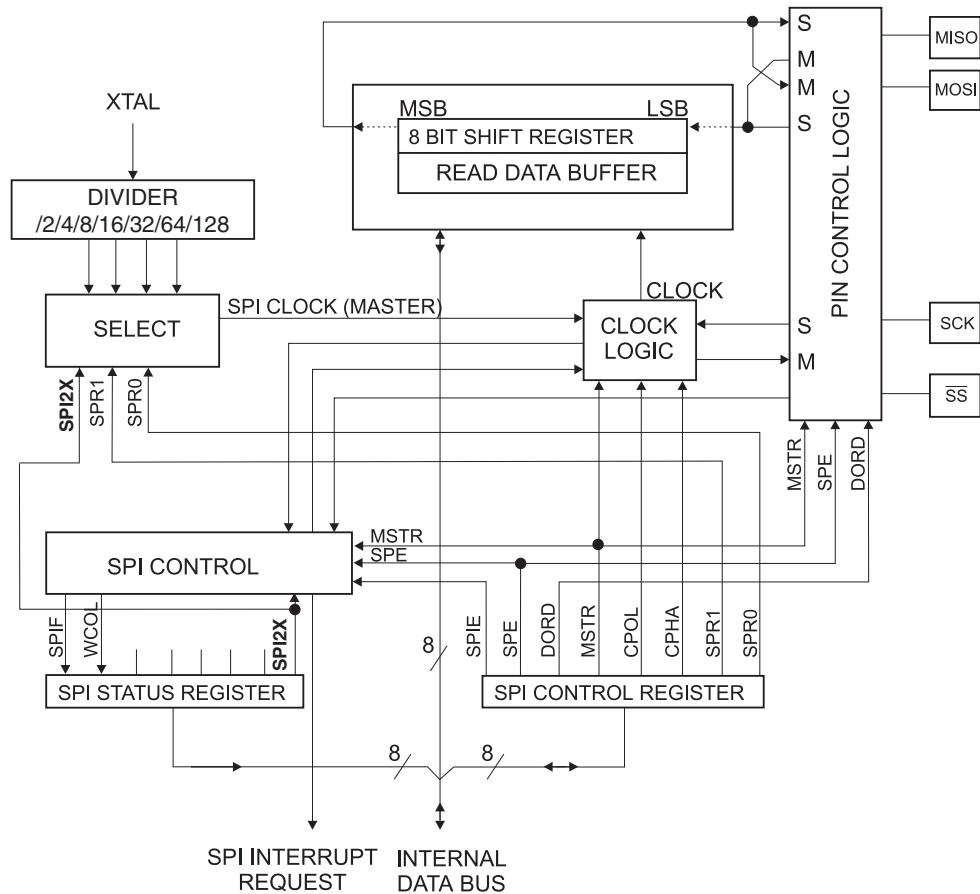 S
MISO
M
XTAL
MSB
LSB
M
MOSI
8 BIT SHIFT REGISTER
S
READ DATA BUFFER
DIVIDER
/2/4/8/16/32/64/128
PIN CONTROL LOGIC
SPI CLOCK (MASTER)
CLOCK
SELECT
CLOCK
LOGIC
S
SCK
M
SPI2X
SPR1
SPR0
SS
MSTR
SPE
DORD
MSTR
SPE
SPI CONTROL
SPIF
WCOL
SPI2X
SPIE
SPE
DORD
MSTR
CPOL
CPHA
SPR1
SPR0
8
SPI STATUS REGISTER
SPI CONTROL REGISTER
8
8
SPI INTERRUPT
REQUEST
INTERNAL
DATA BUS